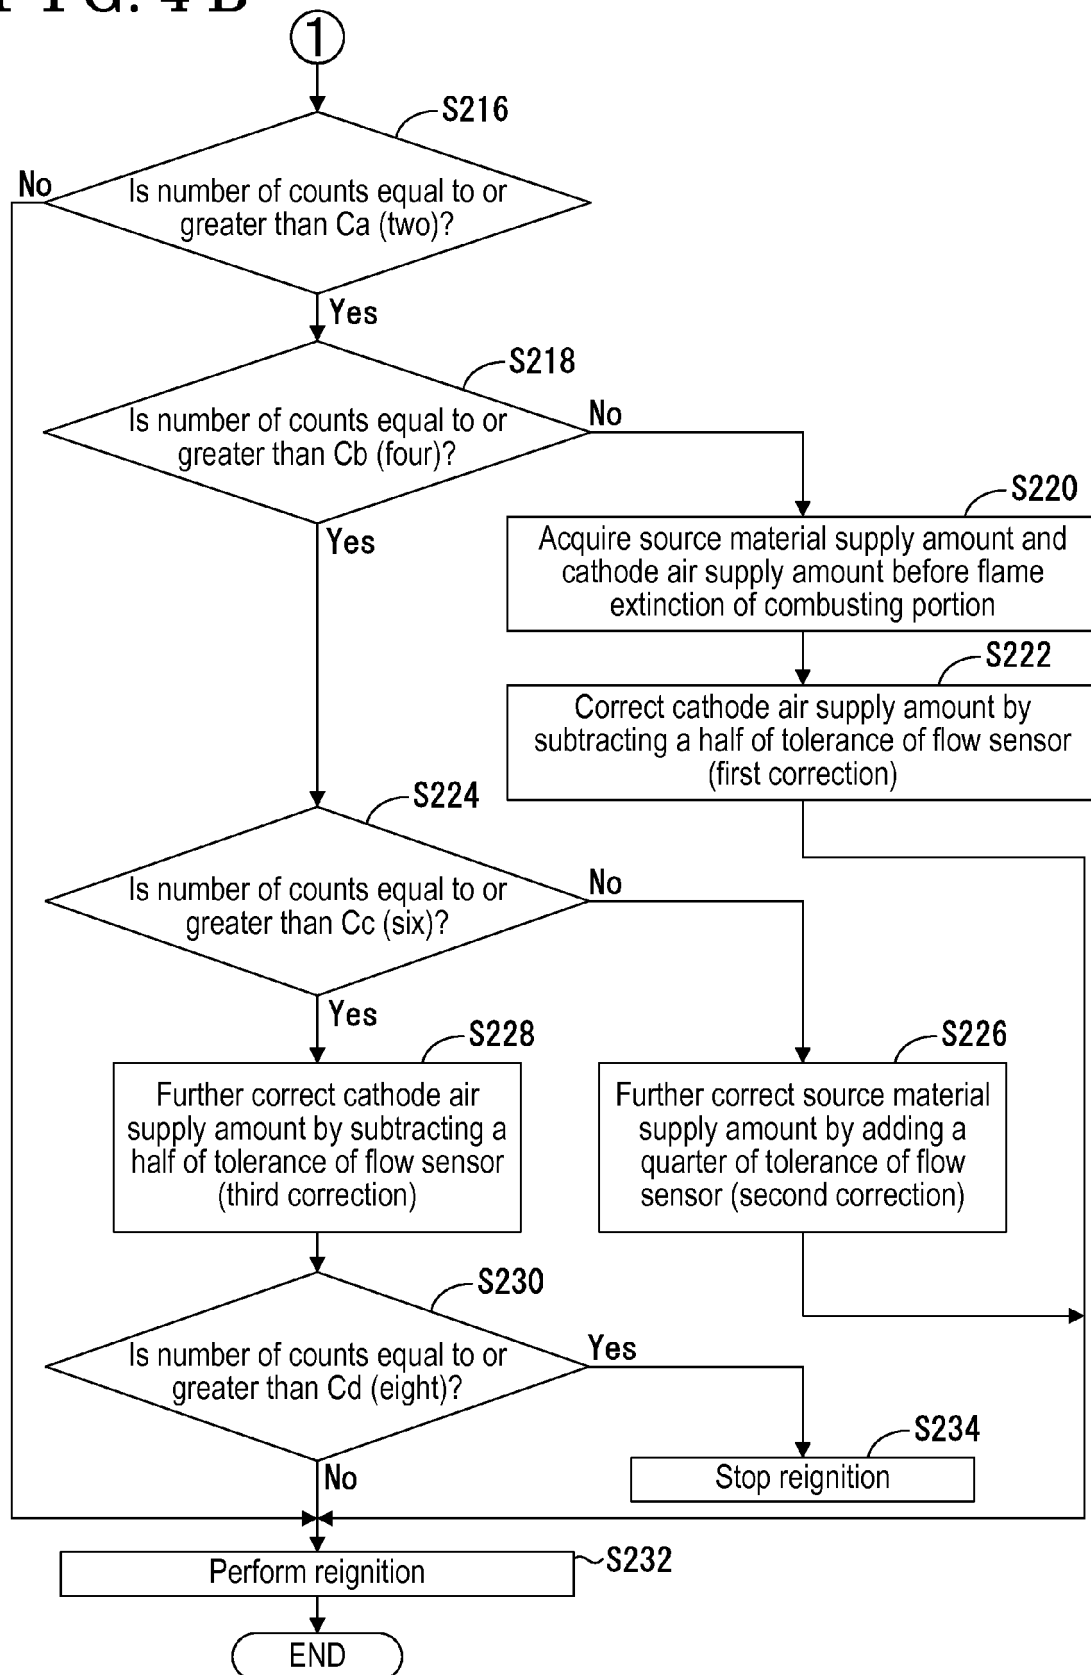 FIG. 4B
1
S216
No
Is number of counts equal to or
greater than Ca (two)?
Yes
S218
Is number of counts equal to or
greater than Cb (four)?
No
Yes
S220
Acquire source material supply amount and
cathode air supply amount before flame
extinction of combusting portion
S222
Correct cathode air supply amount by
subtracting a half of tolerance of flow sensor
(first correction)
S224
Is number of counts equal to or
greater than Cc (six)?
No
Yes
S228
Further correct cathode air
supply amount by subtracting a
half of tolerance of flow sensor
(third correction)
S226
Further correct source material
supply amount by adding a
quarter of tolerance of flow
sensor (second correction)
S230
Is number of counts equal to or
greater than Cd (eight)?
Yes
No
S234
Stop reignition
S232
Perform reignition
END